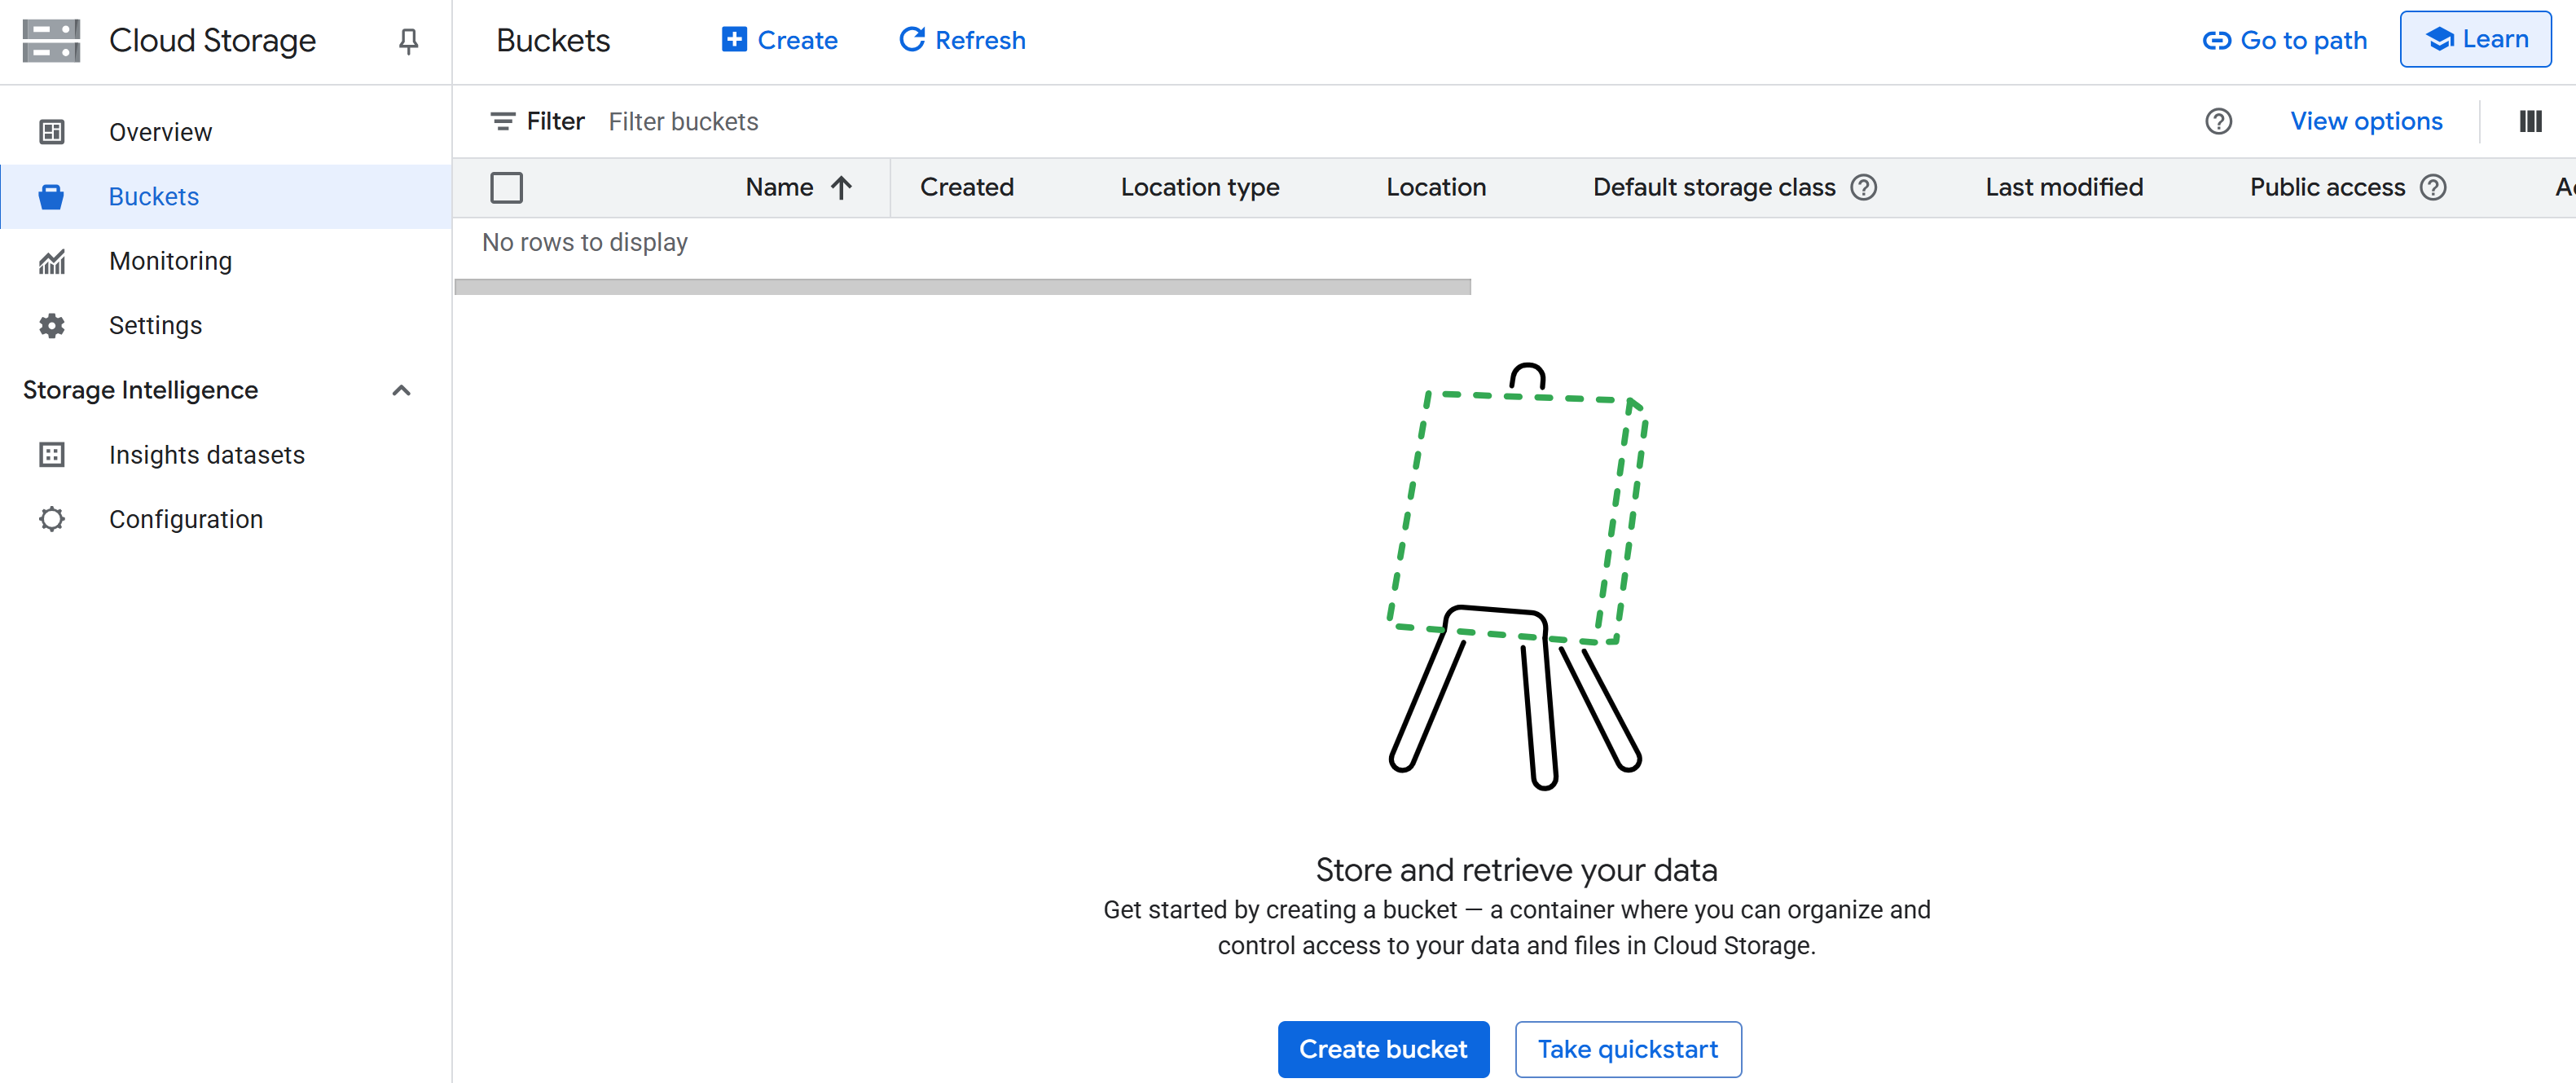 Cloud Storage
Buckets
Create
Refresh
Go to path
Learn
Overview
Buckets
Monitoring
Settings
Storage Intelligence
Insights datasets
Configuration
Filter Filter buckets
View options
Name Created Location type Location Default storage class Last modified Public access
No rows to display
Store and retrieve your data
Get started by creating a bucket — a container where you can organize and
control access to your data and files in Cloud Storage.
Create bucket
Take quickstart